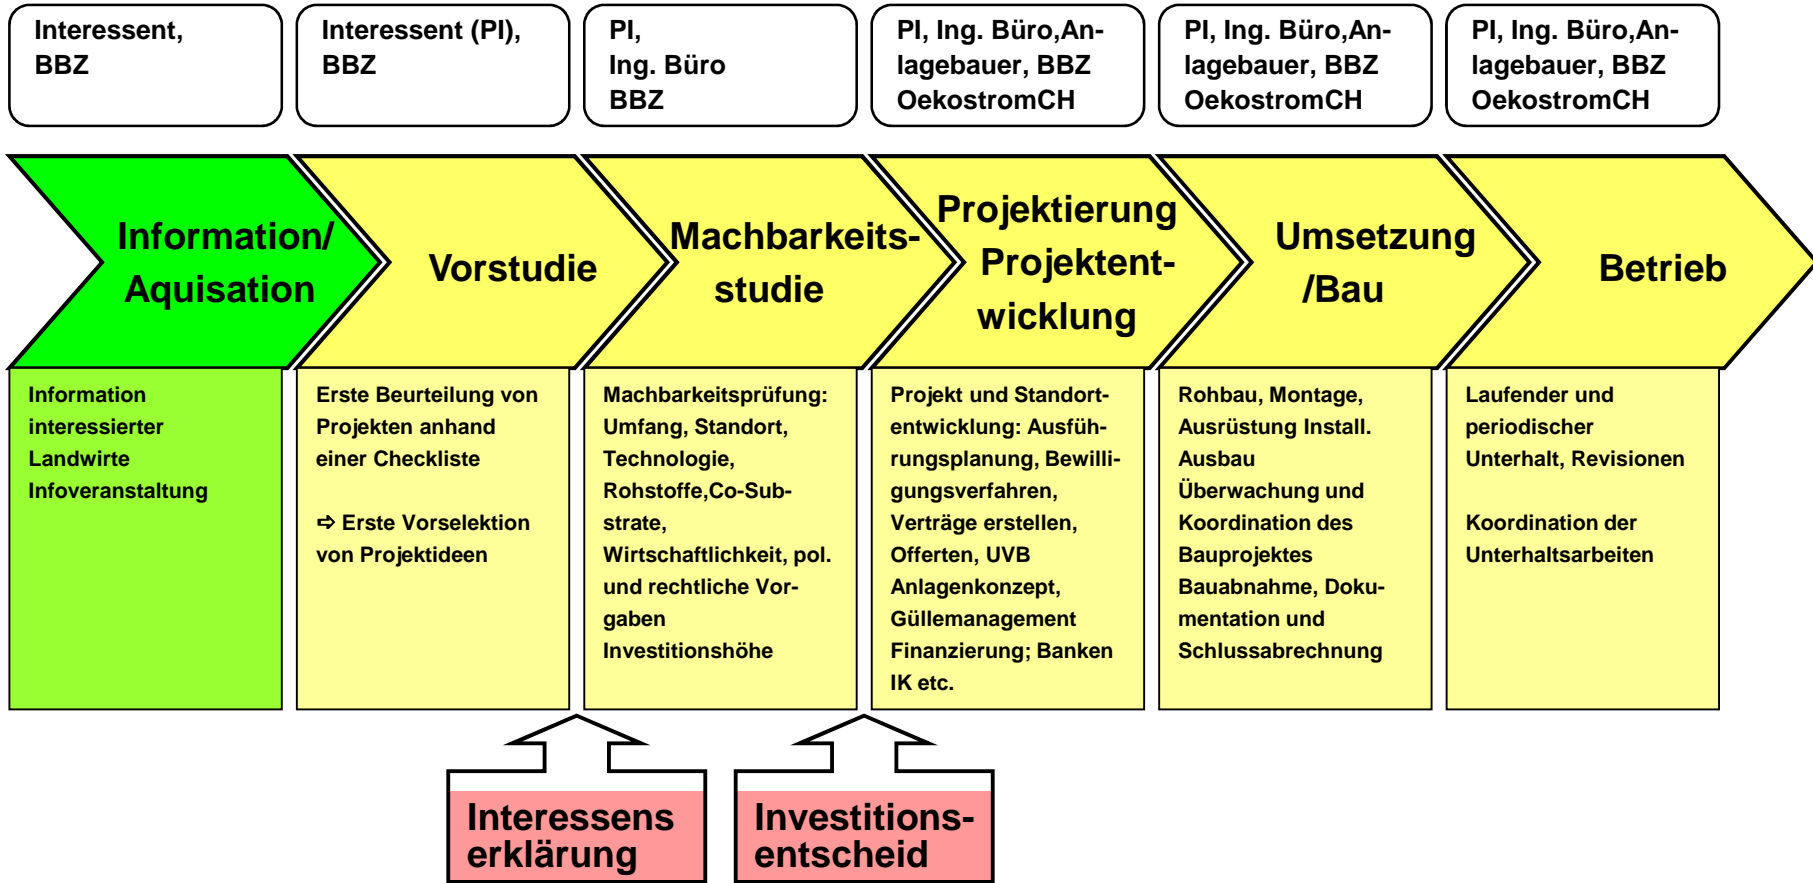 Interessent,
BBZ
Interessent (PI),
BBZ
PI,
Ing. Büro
BBZ
PI, Ing. Büro,An-
lagebauer, BBZ
OekostromCH
PI, Ing. Büro,An-
lagebauer, BBZ
OekostromCH
PI, Ing. Büro,An-
lagebauer, BBZ
OekostromCH
Information/
Aquisation
Vorstudie
Machbarkeits-
studie
Projektierung
Projektent-
wicklung
Umsetzung
/Bau
Betrieb
Information
interessierter
Landwirte
Infoveranstaltung
Erste Beurteilung von
Projekten anhand
einer Checkliste
⇨ Erste Vorselektion
von Projektideen
Machbarkeitsprüfung:
Umfang, Standort,
Technologie,
Rohstoffe,Co-Sub-
strate,
Wirtschaftlichkeit, pol.
und rechtliche Vor-
gaben
Investitionshöhe
Projekt und Standort-
entwicklung: Ausfüh-
rungsplanung, Bewilli-
gungsverfahren,
Verträge erstellen,
Offerten, UVB
Anlagenkonzept,
Güllemanagement
Finanzierung; Banken
IK etc.
Rohbau, Montage,
Ausrüstung Install.
Ausbau
Überwachung und
Koordination des
Bauprojektes
Bauabnahme, Doku-
mentation und
Schlussabrechnung
Laufender und
periodischer
Unterhalt, Revisionen
Koordination der
Unterhaltsarbeiten
Interessens
erklärung
Investitions-
entscheid